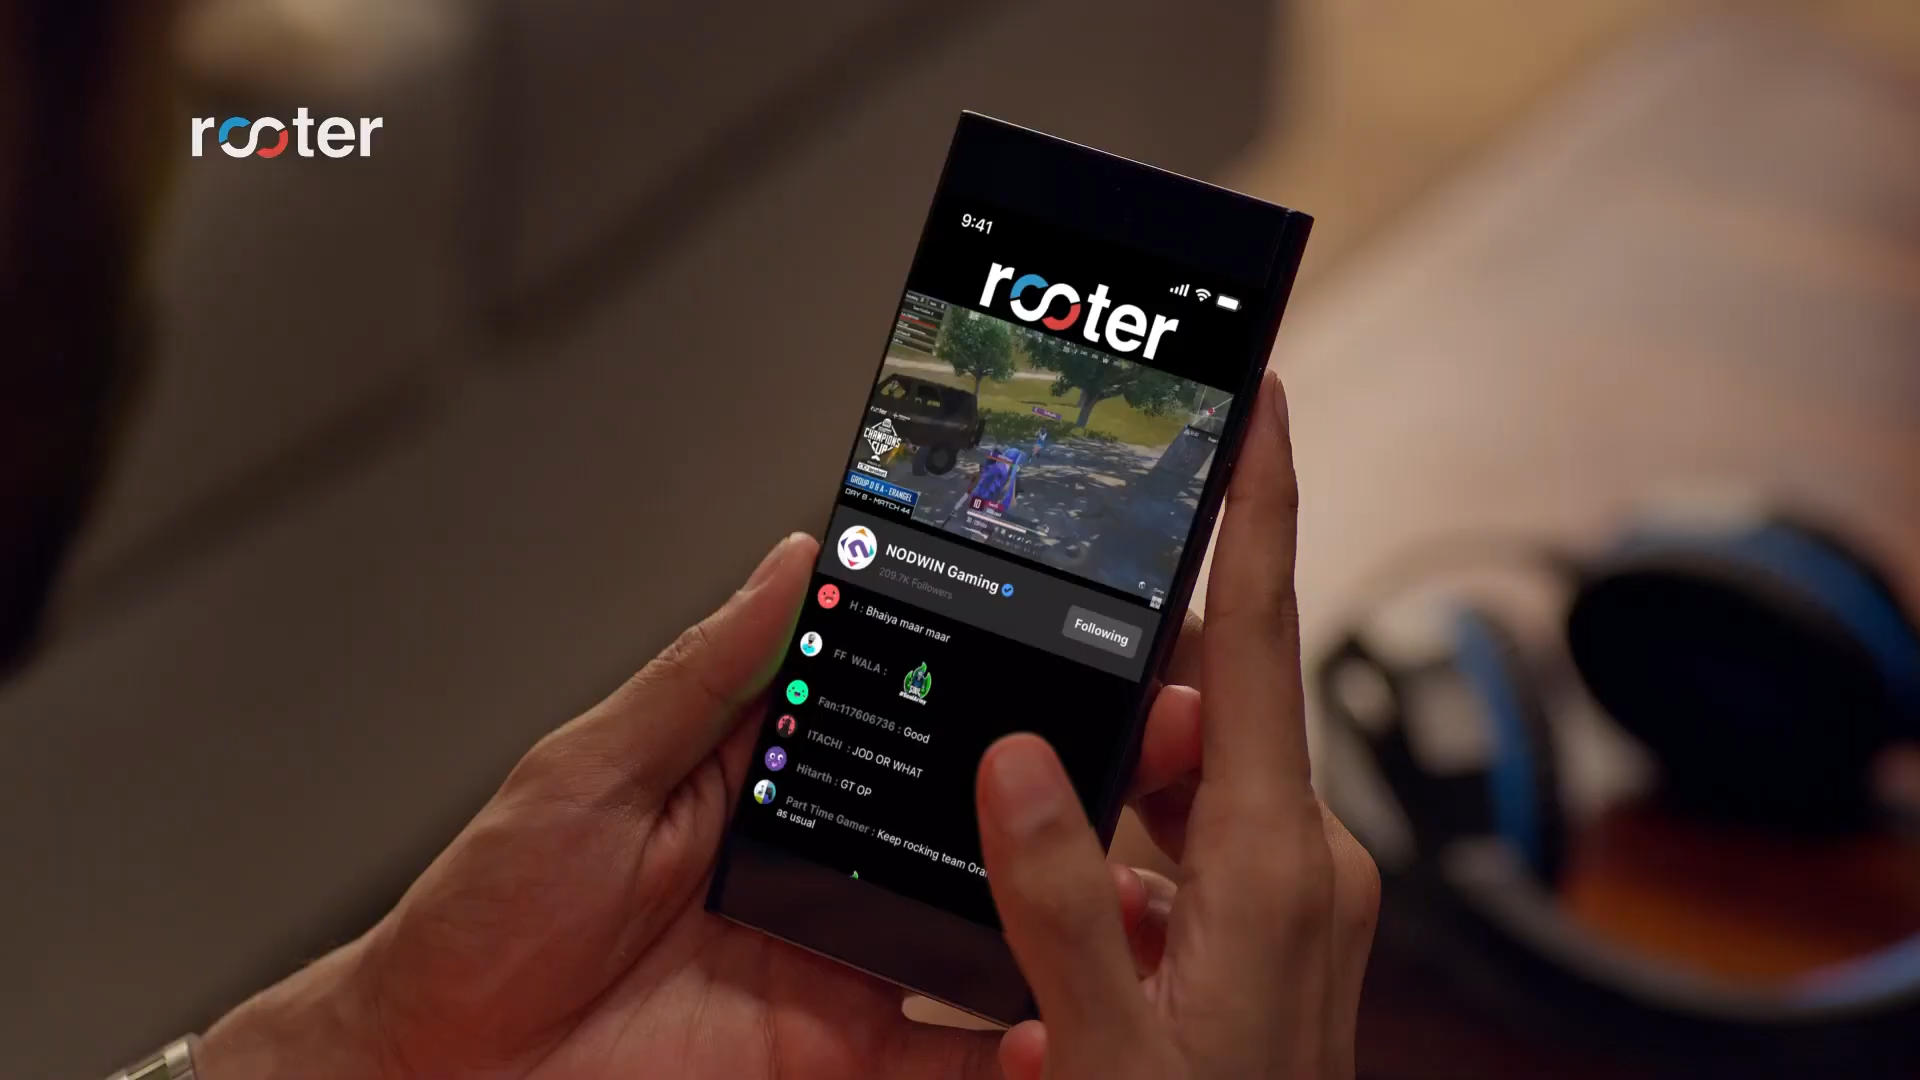 rooter
9:41
rooter
CHAMPIONS
CUP
GROUP D & A - ERANGEL
DAY 8 - MATCH 44
10
NODWIN Gaming
209.7K Followers
Following
H : Bhaiya maar maar
FF WALA :
Fan:117606736 : Good
ITACHI : JOD OR WHAT
Hitarth : GT OP
Part Time Gamer : Keep rocking team
as usual